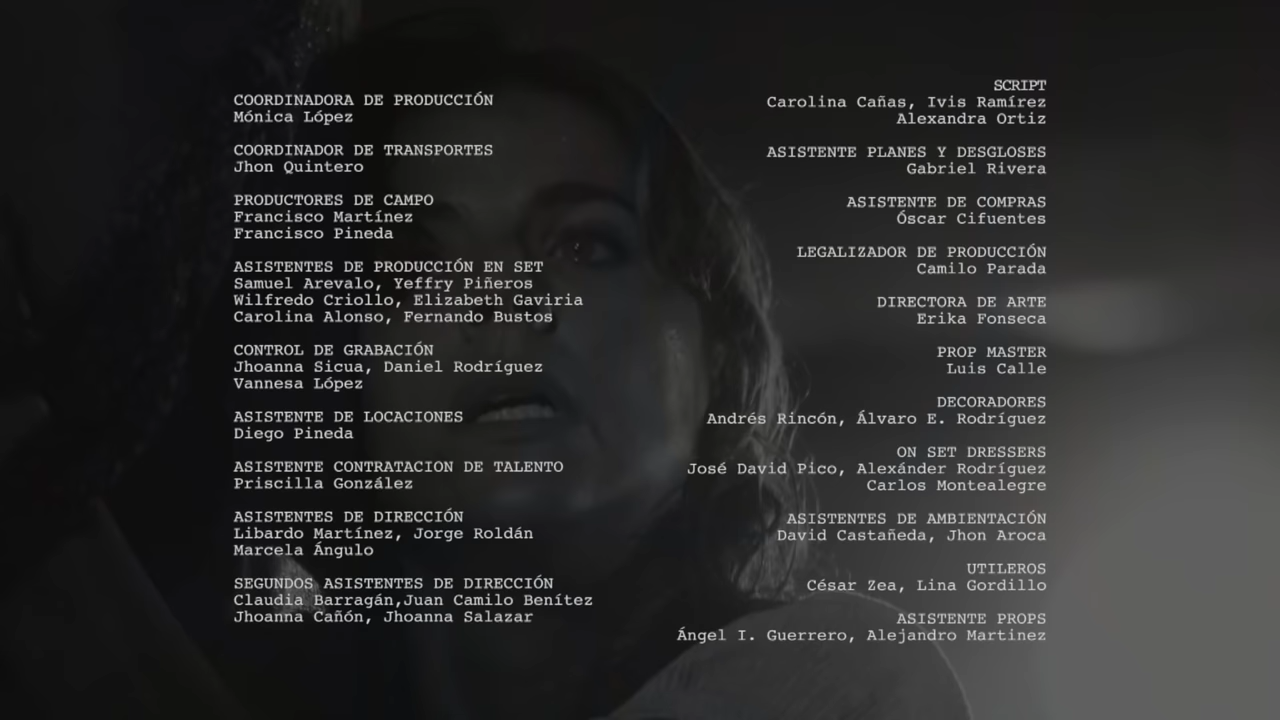 COORDINADORA DE PRODUCCIÓN
Mónica López
COORDINADOR DE TRANSPORTES
Jhon Quintero
PRODUCTORES DE CAMPO
Francisco Martínez
Francisco Pineda
ASISTENTES DE PRODUCCIÓN EN SET
Samuel Arevalo, Yeffry Piñeros
Wilfredo Criollo, Elizabeth Gaviria
Carolina Alonso, Fernando Bustos
CONTROL DE GRABACIÓN
Jhoanna Sicua, Daniel Rodríguez
Vannesa López
ASISTENTE DE LOCACIONES
Diego Pineda
ASISTENTE CONTRATACION DE TALENTO
Priscilla González
ASISTENTES DE DIRECCIÓN
Libardo Martínez, Jorge Roldán
Marcela Ángulo
SEGUNDOS ASISTENTES DE DIRECCIÓN
Claudia Barragán,Juan Camilo Benítez
Jhoanna Cañón, Jhoanna Salazar
SCRIPT
Carolina Cañas, Ivis Ramírez
Alexandra Ortiz
ASISTENTE PLANES Y DESGLOSES
Gabriel Rivera
ASISTENTE DE COMPRAS
Óscar Cifuentes
LEGALIZADOR DE PRODUCCIÓN
Camilo Parada
DIRECTORA DE ARTE
Erika Fonseca
PROP MASTER
Luis Calle
DECORADORES
Andrés Rincón, Álvaro E. Rodríguez
ON SET DRESSERS
José David Pico, Alexánder Rodríguez
Carlos Montealegre
ASISTENTES DE AMBIENTACIÓN
David Castañeda, Jhon Aroca
UTILEROS
César Zea, Lina Gordillo
ASISTENTE PROPS
Ángel I. Guerrero, Alejandro Martinez